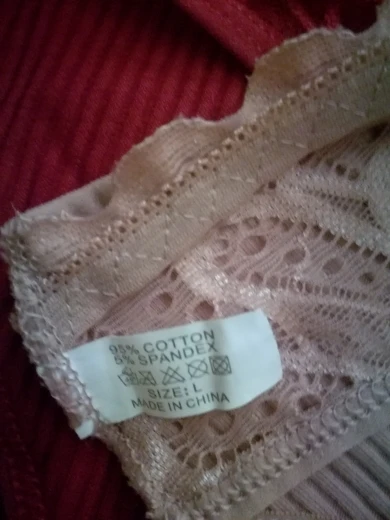 95% COTTON
5% SPANDEX
SIZE: L
MADE IN CHINA